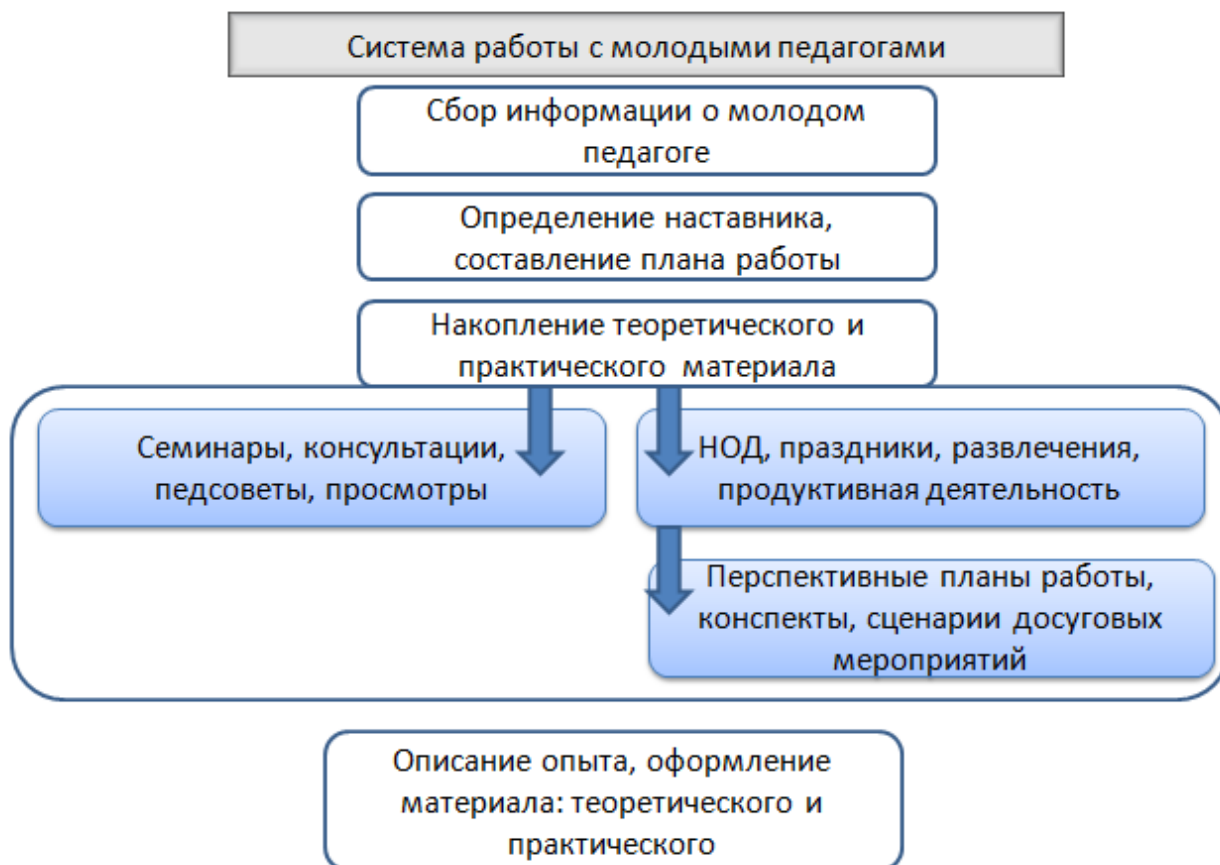 Система работы с молодыми педагогами
Сбор информации о молодом
педагоге
Определение наставника,
составление плана работы
Накопление теоретического и
практического материала
Семинары, консультации,
педсоветы, просмотры
НОД, праздники, развлечения,
продуктивная деятельность
Перспективные планы работы,
конспекты, сценарии досуговых
мероприятий
Описание опыта, оформление
материала: теоретического и
практического